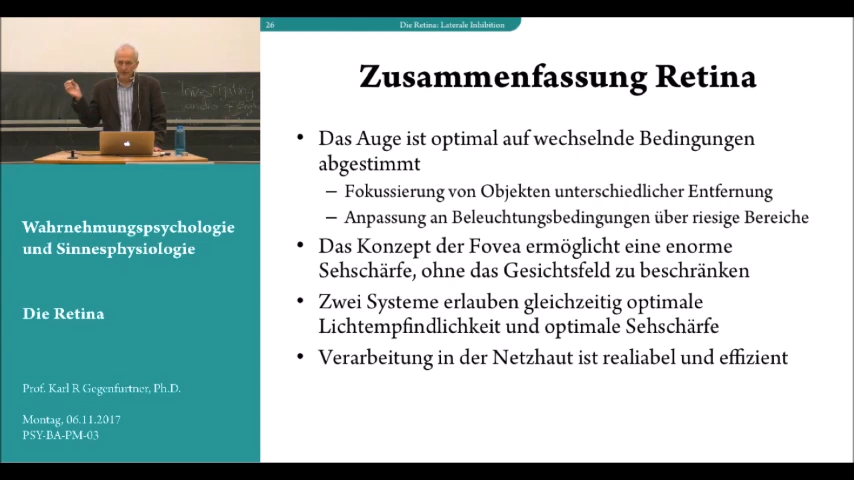 26
Die Retina: Laterale Inhibition
Zusammenfassung Retina
• Das Auge ist optimal auf wechselnde Bedingungen
abgestimmt
– Fokussierung von Objekten unterschiedlicher Entfernung
– Anpassung an Beleuchtungsbedingungen über riesige Bereiche
• Das Konzept der Fovea ermöglicht eine enorme
Sehschärfe, ohne das Gesichtsfeld zu beschränken
• Zwei Systeme erlauben gleichzeitig optimale
Lichtempfindlichkeit und optimale Sehschärfe
• Verarbeitung in der Netzhaut ist realiabel und effizient
Wahrnehmungspsychologie
und Sinnesphysiologie
Die Retina
Prof. Karl R Gegenfurtner, Ph.D.
Montag, 06.11.2017
PSY-BA-PM-03